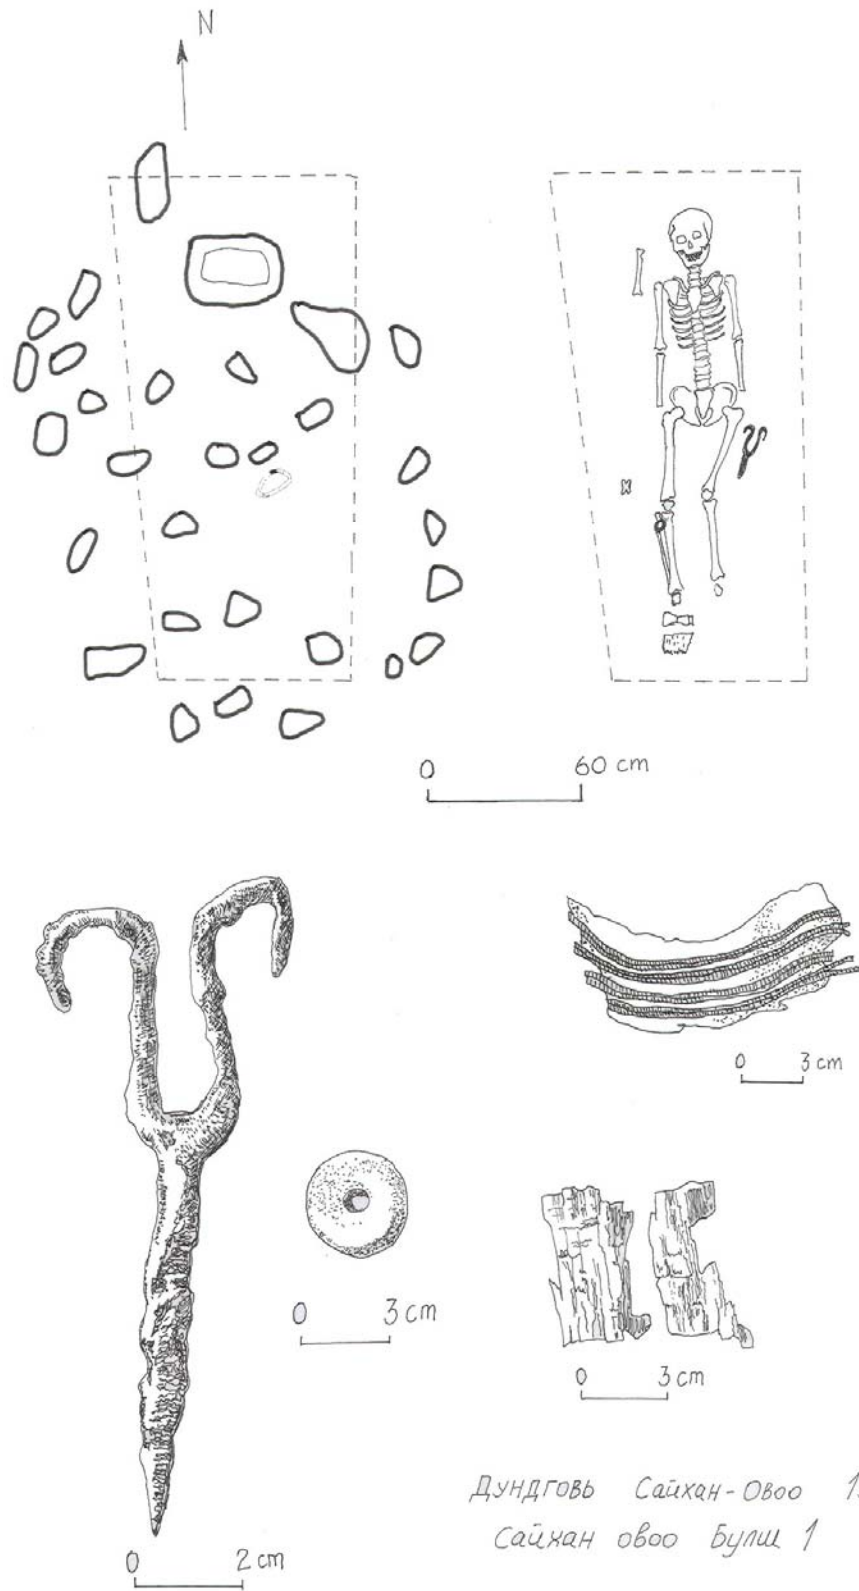 N
0 60 cm
0 3 cm
0 3 cm
0 3 cm
Дундговь Сайхан-Овоо
Сайхан овоо Булш 1
0 2 cm